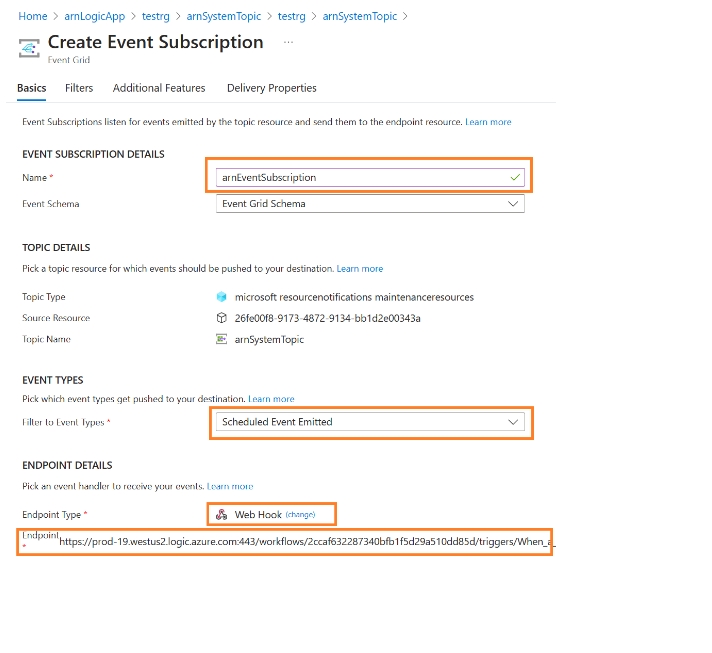 Home > arnLogicApp > testrg > arnSystemTopic > testrg > arnSystemTopic >
Create Event Subscription ...
Event Grid
Basics Filters Additional Features Delivery Properties
Event Subscriptions listen for events emitted by the topic resource and send them to the endpoint resource. Learn more
EVENT SUBSCRIPTION DETAILS
Name * arnEventSubscription
Event Schema Event Grid Schema
TOPIC DETAILS
Pick a topic resource for which events should be pushed to your destination. Learn more
Topic Type microsoft resourcenotifications maintenanceresources
Source Resource 26fe00f8-9173-4872-9134-bb1d2e00343a
Topic Name arnSystemTopic
EVENT TYPES
Pick which event types get pushed to your destination. Learn more
Filter to Event Types * Scheduled Event Emitted
ENDPOINT DETAILS
Pick an event handler to receive your events. Learn more
Endpoint Type * Web Hook (change)
Endpoint * https://prod-19.westus2.logic.azure.com:443/workflows/2ccaf632287340bfb1f5d29a510dd85d/triggers/When_a_